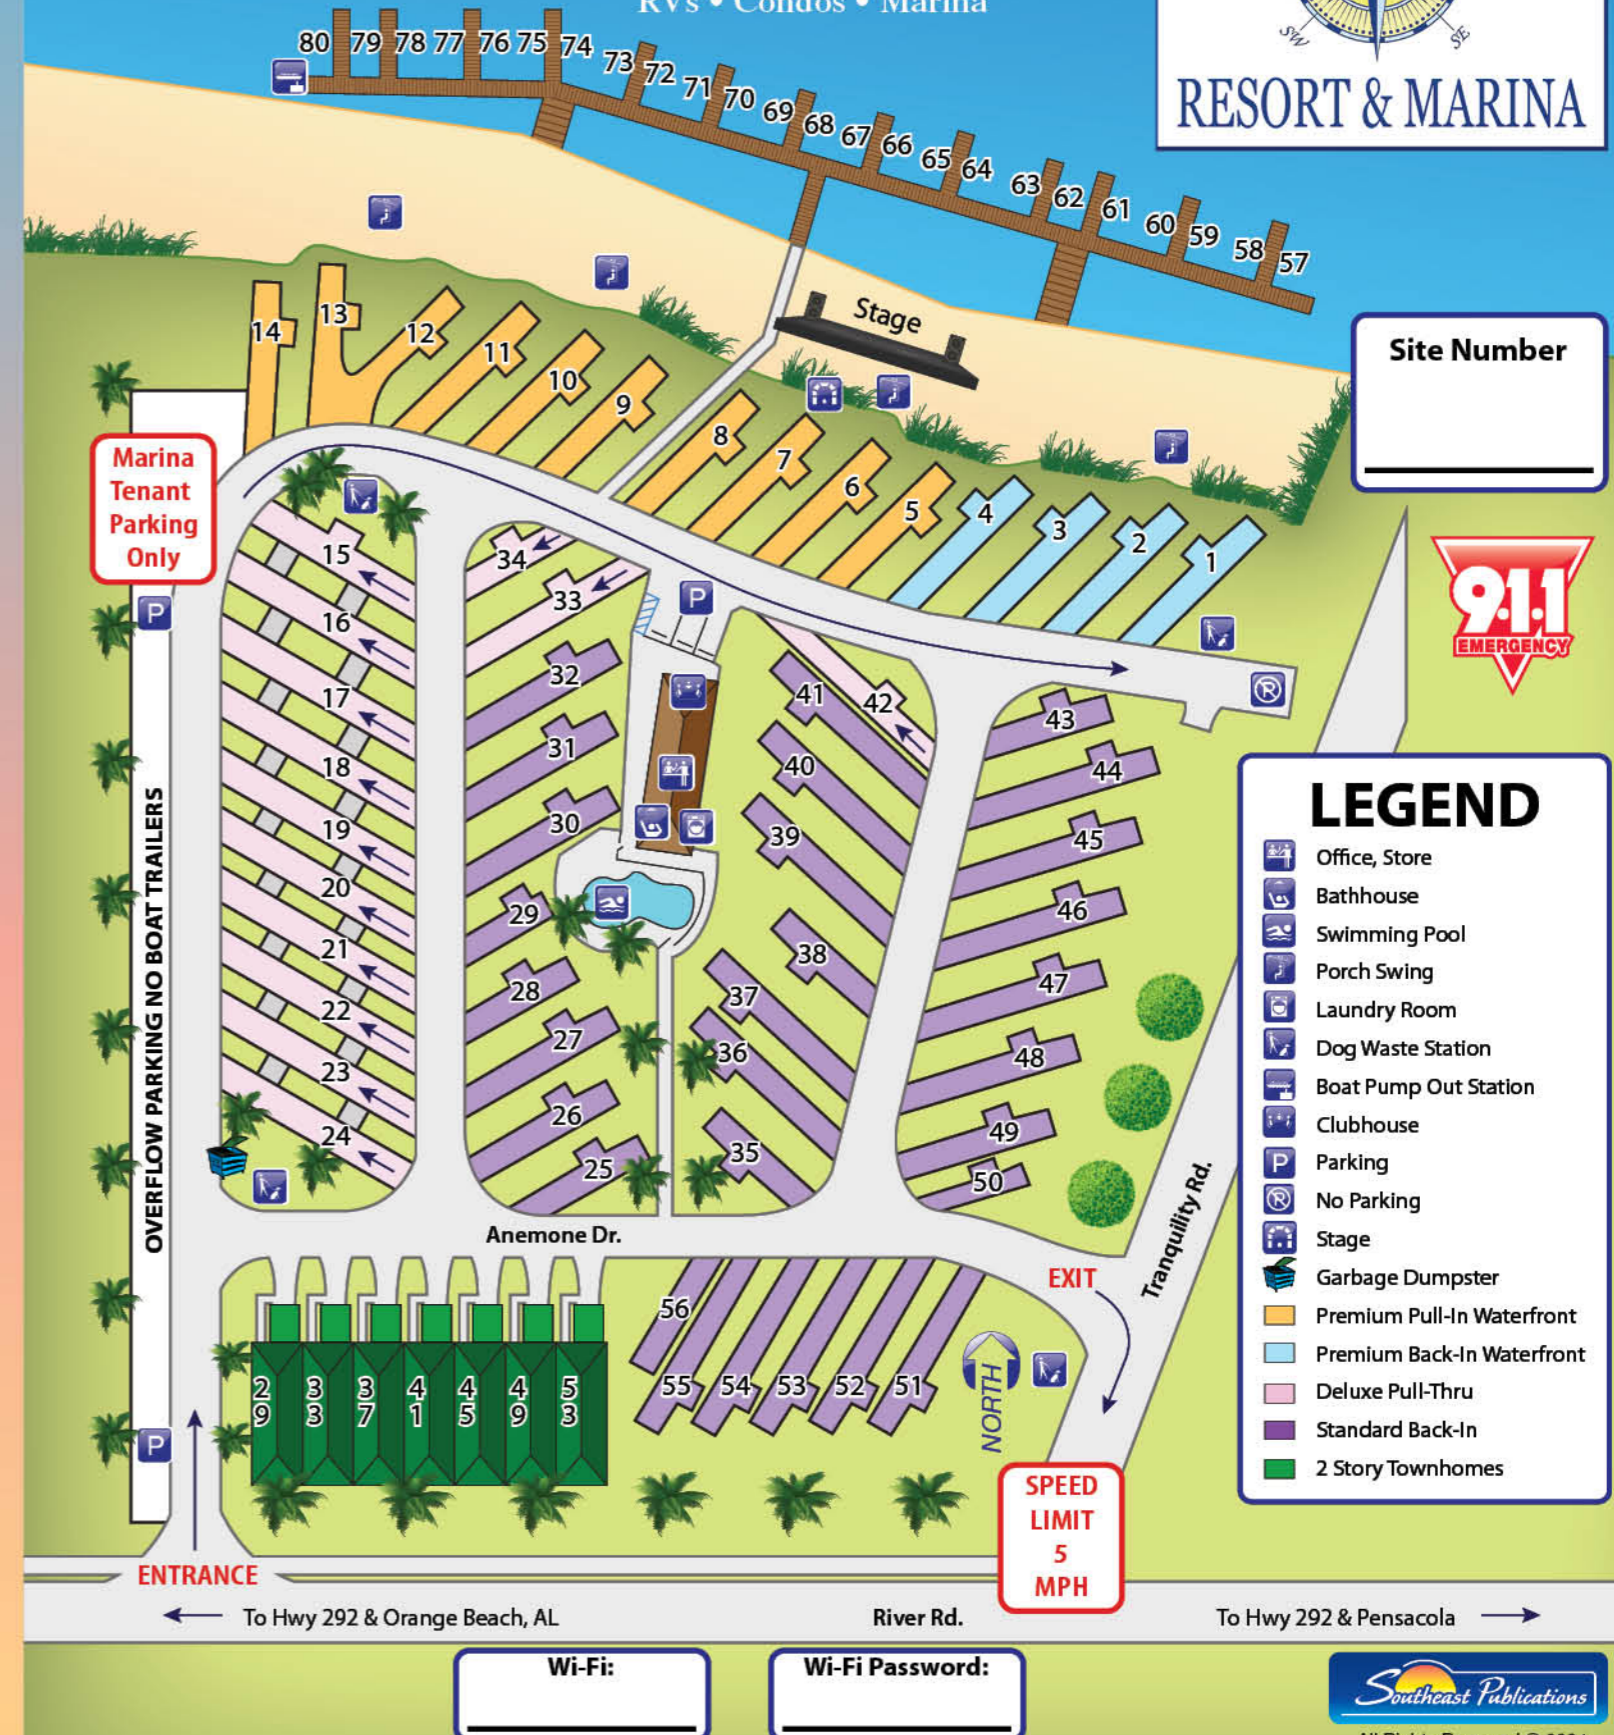 RVs • Condos • Marina
SW
SE
RESORT & MARINA
80 79 78 77 76 75 74 73 72 71 70 69 68 67 66 65 64 63 62 61 60 59 58 57
Stage
Site Number
14 13 12 11 10 9 8 7 6 5 4 3 2 1
Marina
Tenant
Parking
Only
9.1.1
EMERGENCY
P
P
P
OVERFLOW PARKING NO BOAT TRAILERS
15
16
17
18
19
20
21
22
23
24
34
33
32
31
30
29
28
27
26
25
42
41
40
39
38
37
36
35
43
44
45
46
47
48
49
50
LEGEND
Office, Store
Bathhouse
Swimming Pool
Porch Swing
Laundry Room
Dog Waste Station
Boat Pump Out Station
Clubhouse
P Parking
No Parking
Stage
Garbage Dumpster
Premium Pull-In Waterfront
Premium Back-In Waterfront
Deluxe Pull-Thru
Standard Back-In
2 Story Townhomes
Anemone Dr.
Tranquility Rd.
EXIT
29 33 37 41 45 49 53
56 55 54 53 52 51
NORTH
SPEED
LIMIT
5
MPH
ENTRANCE
To Hwy 292 & Orange Beach, AL
River Rd.
To Hwy 292 & Pensacola
Wi-Fi:
Wi-Fi Password:
Southeast Publications